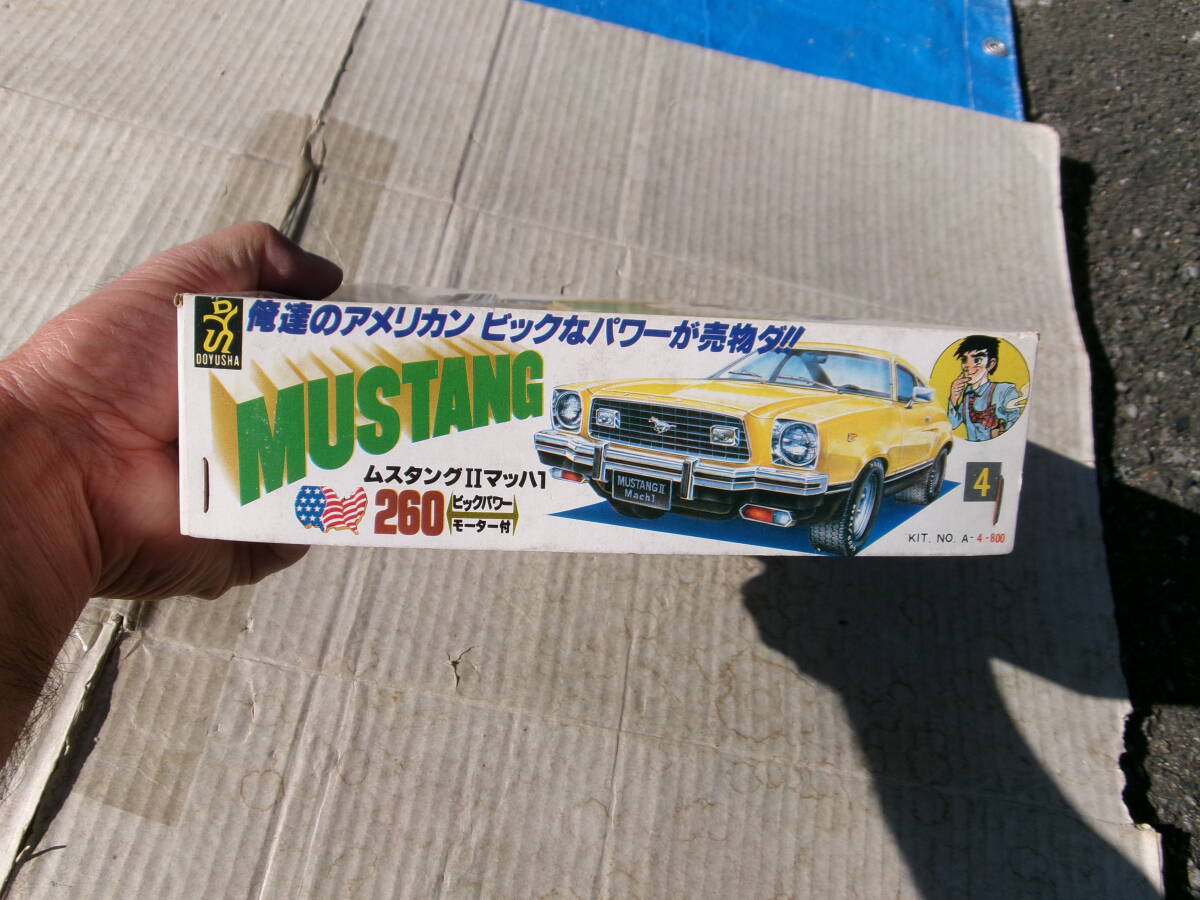 DYS
DOYUSHA
俺達のアメリカン ビックなパワーが売物ダ!!
MUSTANG
ムスタングIIマッハ1
260
ビックパワー
モーター付
MUSTANG II
Mach1
4
KIT. NO. A-4-800